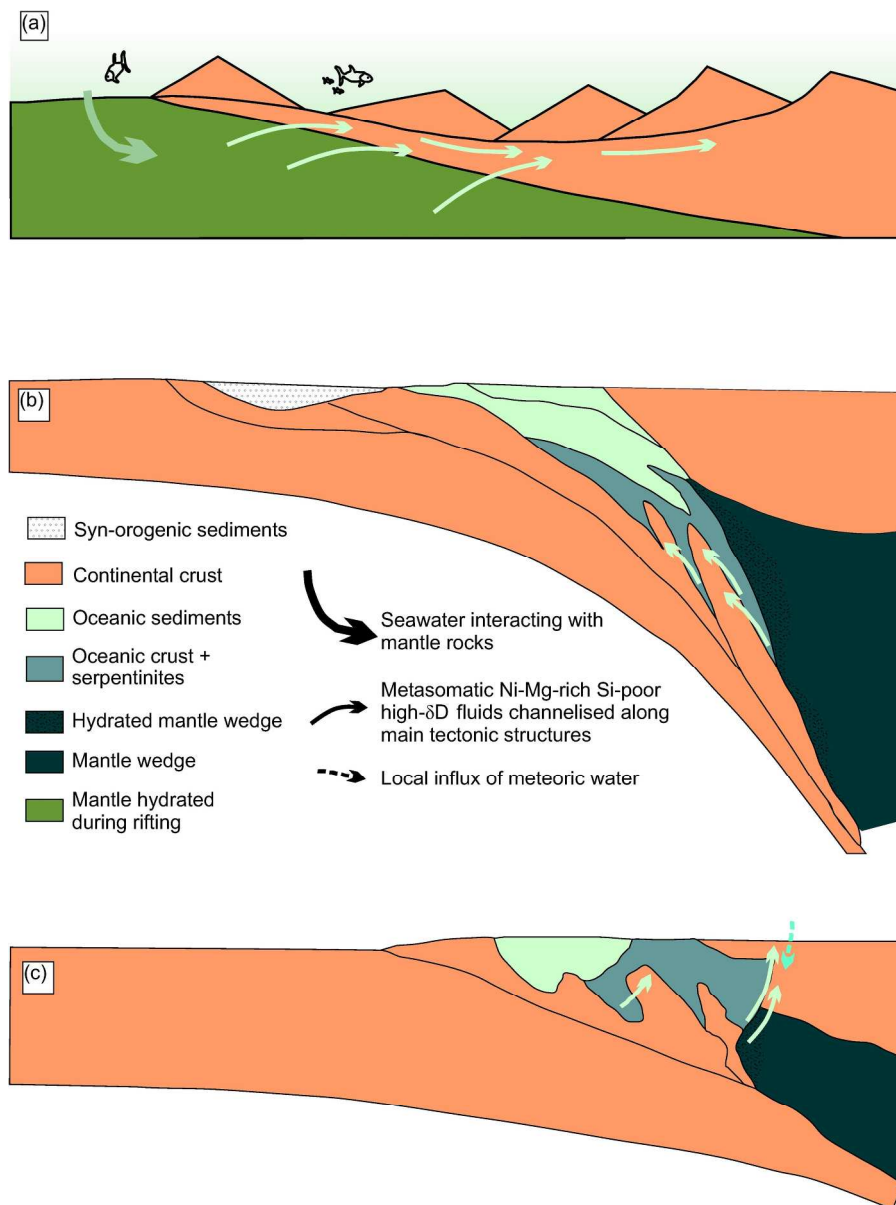 (a)
(b)
Syn-orogenic sediments
Continental crust
Oceanic sediments
Oceanic crust +
serpentinites
Hydrated mantle wedge
Mantle wedge
Mantle hydrated
during rifting
Seawater interacting with
mantle rocks
Metasomatic Ni-Mg-rich Si-poor
high-δD fluids channelised along
main tectonic structures
Local influx of meteoric water
(c)